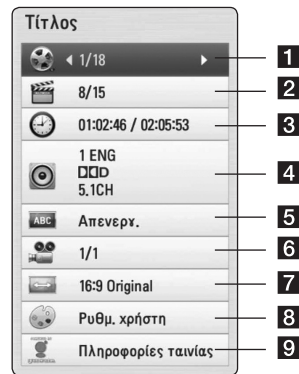 Τίτλος
◀ 1/18 ▶ 1
8/15 2
01:02:46 / 02:05:53 3
1 ENG
DD D
5.1CH 4
ABC Απενεργ. 5
1/1 6
16:9 Original 7
Ρυθμ. χρήστη 8
Πληροφορίες ταινίας 9